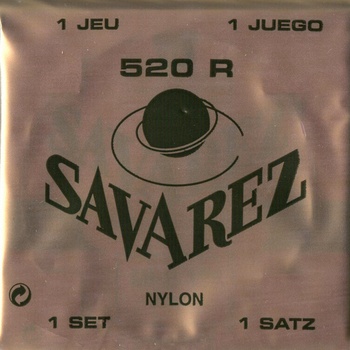 1 JEU 1 JUEGO
520 R
SAVAREZ
NYLON
1 SET 1 SATZ